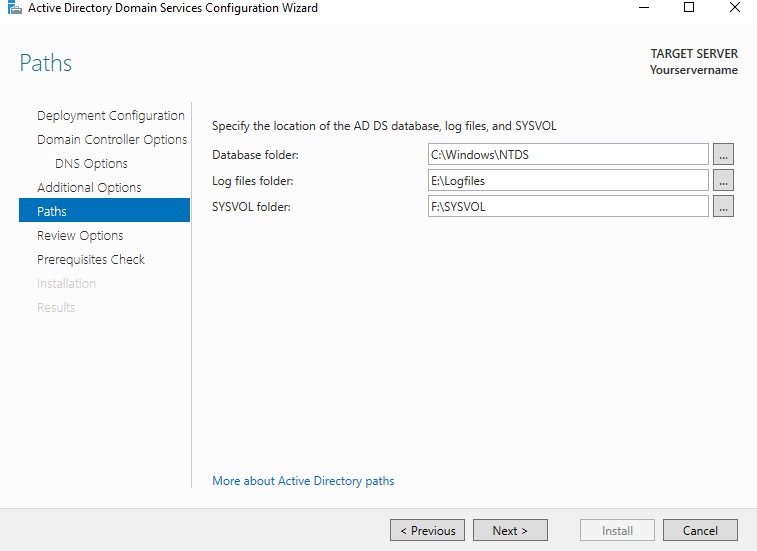 Active Directory Domain Services Configuration Wizard
Paths
TARGET SERVER
Yourservername
Deployment Configuration
Domain Controller Options
DNS Options
Additional Options
Paths
Review Options
Prerequisites Check
Installation
Results
Specify the location of the AD DS database, log files, and SYSVOL
Database folder: C:\Windows\NTDS ...
Log files folder: E:\Logfiles ...
SYSVOL folder: F:\SYSVOL ...
More about Active Directory paths
< Previous Next > Install Cancel